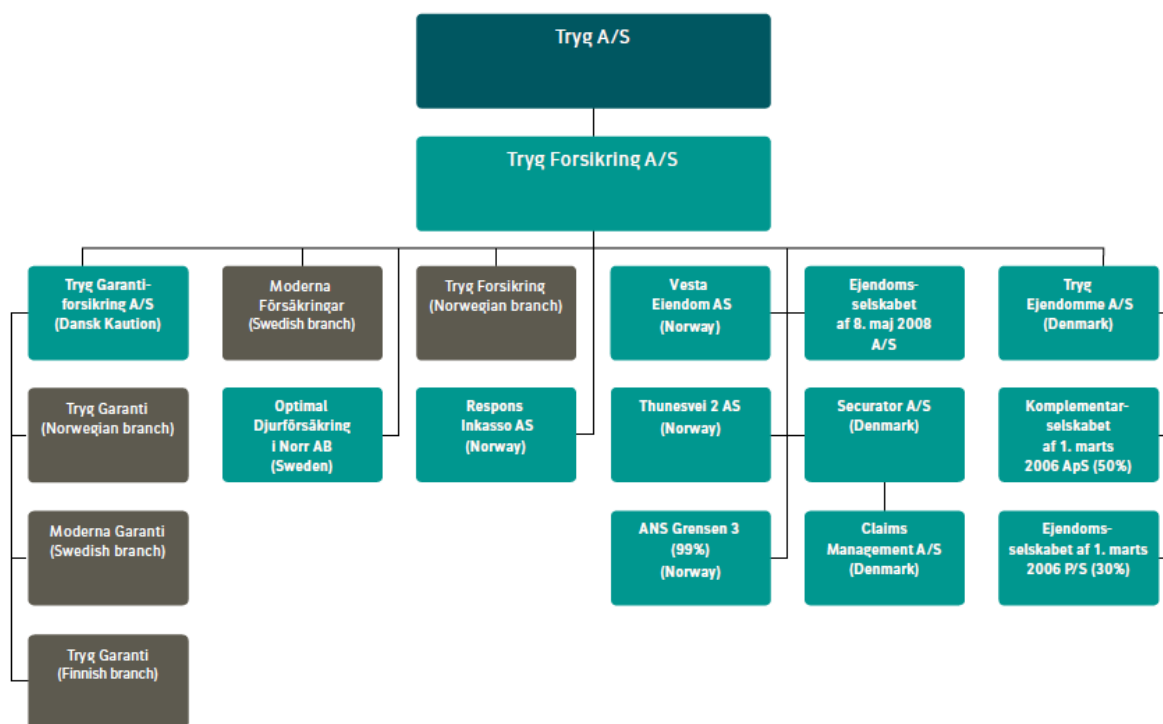 Tryg A/S
Tryg Forsikring A/S
Tryg Garanti-
forsikring A/S
(Dansk Kaution)
Moderna
Försäkringar
(Swedish branch)
Tryg Forsikring
(Norwegian branch)
Vesta
Eiendom AS
(Norway)
Ejendoms-
selskabet
af 8. maj 2008
A/S
Tryg
Ejendomme A/S
(Denmark)
Tryg Garanti
(Norwegian branch)
Optimal
Djurförsäkring
i Norr AB
(Sweden)
Respons
Inkasso AS
(Norway)
Thunesvei 2 AS
(Norway)
Securator A/S
(Denmark)
Komplementar-
selskabet
af 1. marts
2006 ApS (50%)
Moderna Garanti
(Swedish branch)
ANS Grensen 3
(99%)
(Norway)
Claims
Management A/S
(Denmark)
Ejendoms-
selskabet af 1. marts
2006 P/S (30%)
Tryg Garanti
(Finnish branch)